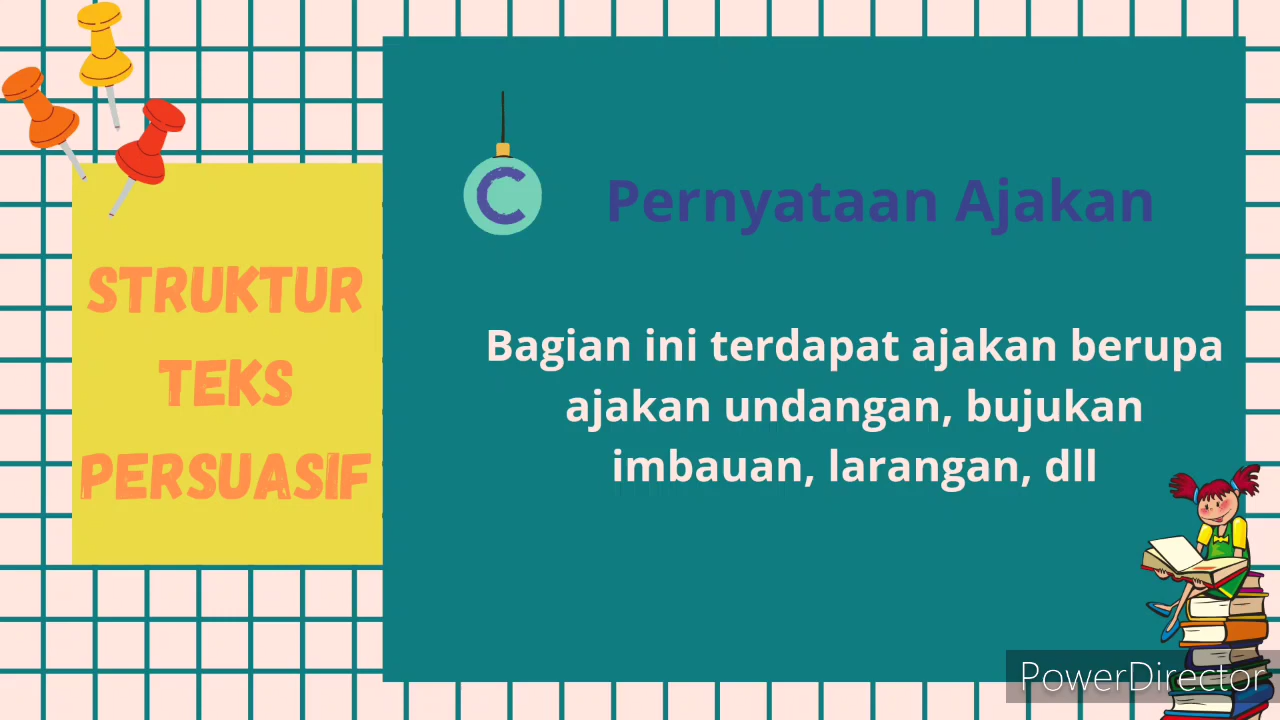 STRUKTUR
TEKS
PERSUASIF
C
Pernyataan Ajakan
Bagian ini terdapat ajakan berupa
ajakan undangan, bujukan
imbauan, larangan, dll
PowerDirector